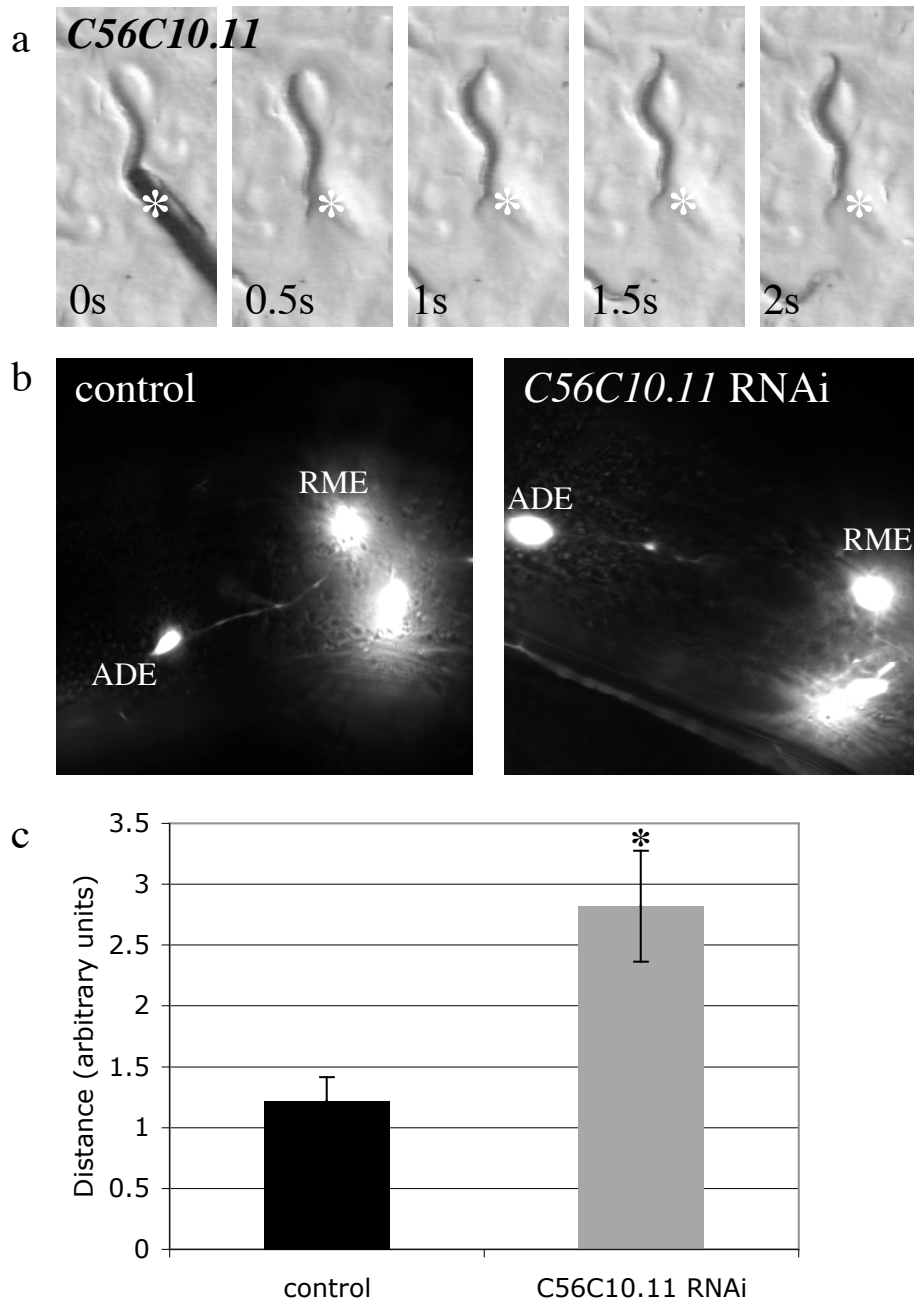 a
C56C10.11
*
*
*
*
*
0s
0.5s
1s
1.5s
2s
b
control
C56C10.11 RNAi
RME
ADE
ADE
RME
c
Distance (arbitrary units)
3.5
3
2.5
2
1.5
1
0.5
0
*
control
C56C10.11 RNAi